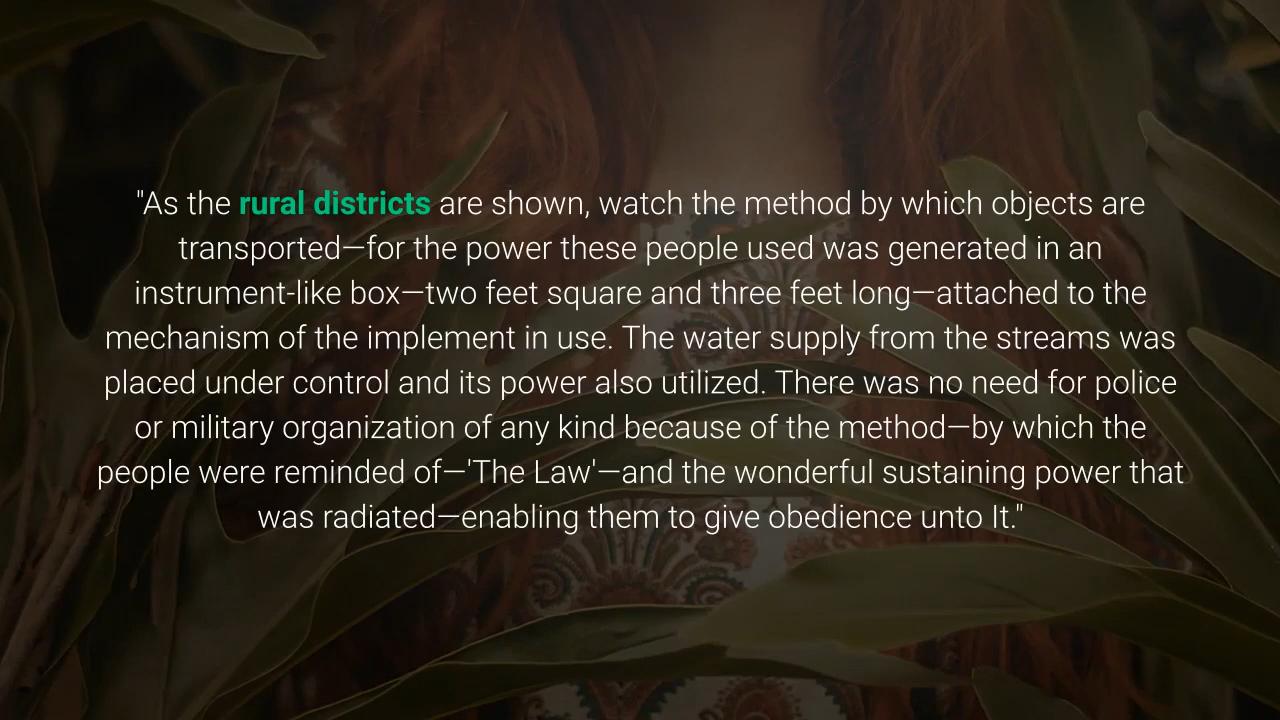 "As the rural districts are shown, watch the method by which objects are
transported—for the power these people used was generated in an
instrument-like box—two feet square and three feet long—attached to the
mechanism of the implement in use. The water supply from the streams was
placed under control and its power also utilized. There was no need for police
or military organization of any kind because of the method—by which the
people were reminded of—'The Law'—and the wonderful sustaining power that
was radiated—enabling them to give obedience unto It."